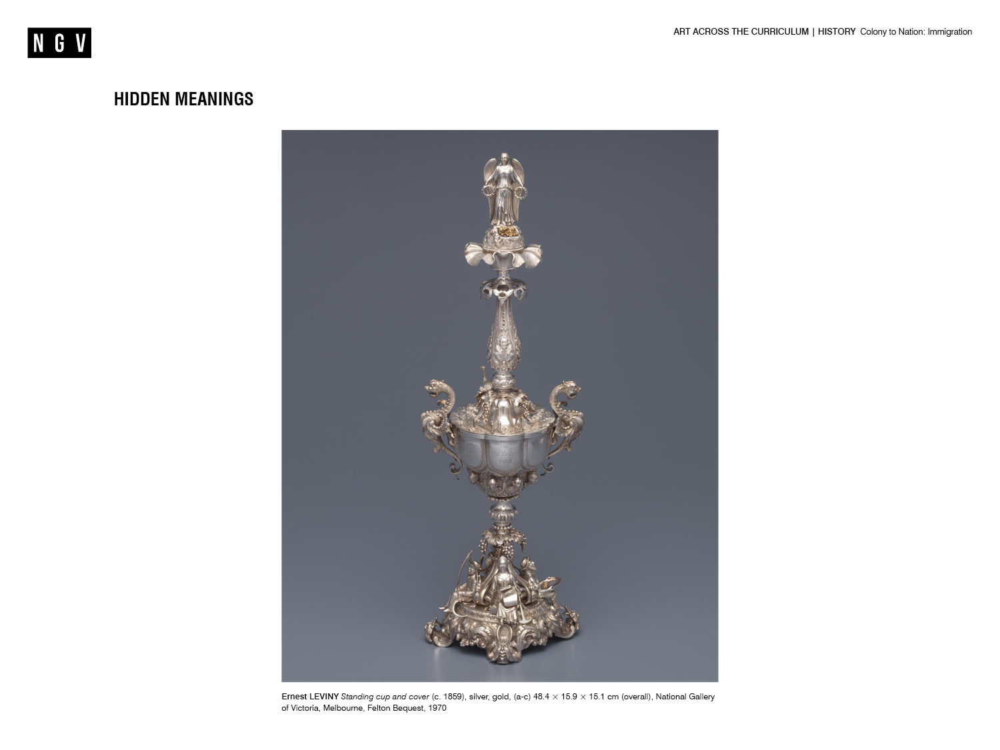 NGV
ART ACROSS THE CURRICULUM | HISTORY Colony to Nation: Immigration
HIDDEN MEANINGS
Ernest LEVINY Standing cup and cover (c. 1859), silver, gold, (a-c) 48.4 × 15.9 × 15.1 cm (overall), National Gallery
of Victoria, Melbourne, Felton Bequest, 1970